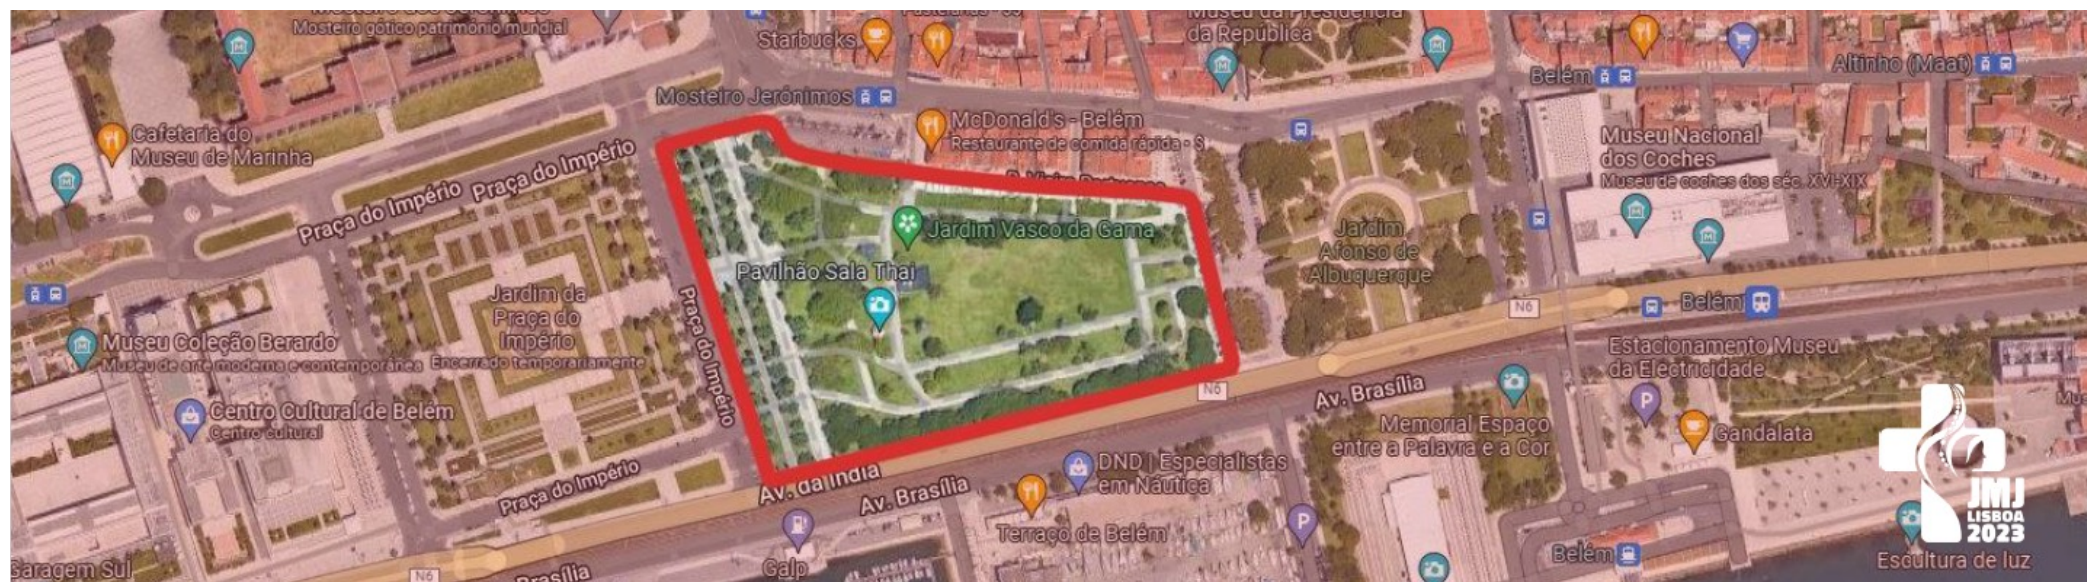 Mosteiro gótico património mundial
Starbucks
Museu da Presidência
da República
Belém
Altinho (Maat)
Mosteiro Jerónimos
McDonald's - Belém
Restaurante de comida rápida - $
Cafetaria do
Museu de Marinha
Praça do Império
Praça do Império
Museu Nacional
dos Coches
Museu de coches dos séc. XVI-XIX
Jardim Vasco da Gama
Jardim
Afonso de
Albuquerque
Pavilhão Sala Thai
Jardim da
Praça do
Império
Encerrado temporariamente
Praça do Império
N6
Belém
Museu Coleção Berardo
Museu de arte moderna e contemporânea
Estacionamento Museu
da Electricidade
N6
Av. Brasília
Centro Cultural de Belém
Centro cultural
Memorial Espaço
entre a Palavra e a Cor
Gandalata
P
Praça do Império
Av. da Índia
Av. Brasília
DND | Especialistas
em Náutica
Terraço de Belém
P
JMJ
LISBOA
2023
Belém
Escultura de luz
Garagem Sul
N6
Brasília
Galp